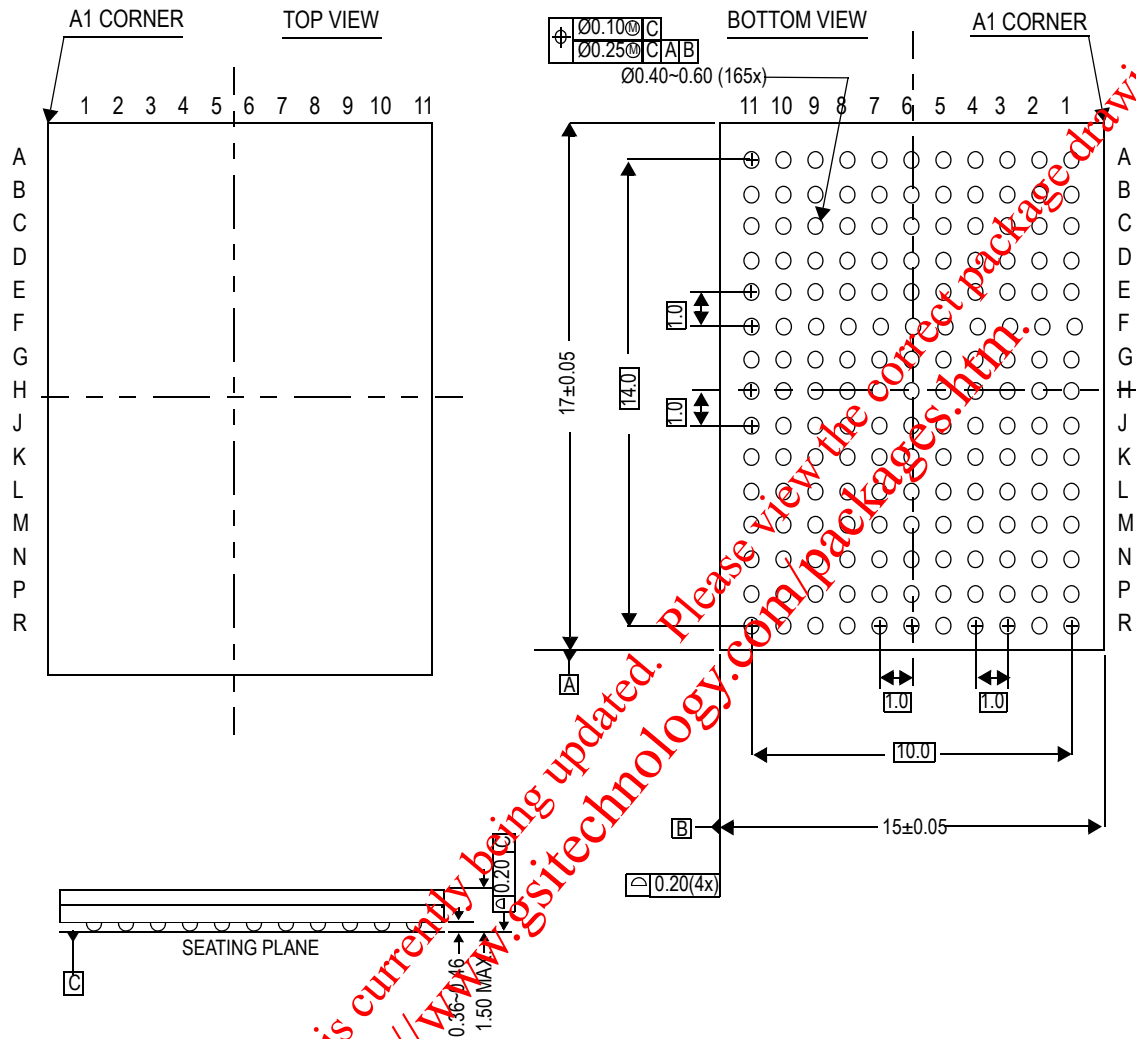 A1 CORNER
TOP VIEW
BOTTOM VIEW
A1 CORNER
Ø0.10Ⓜ C
Ø0.25Ⓜ C A B
Ø0.40~0.60 (165x)
1 2 3 4 5 6 7 8 9 10 11
11 10 9 8 7 6 5 4 3 2 1
A
B
C
D
E
F
G
H
J
K
L
M
N
P
R
A
B
C
D
E
F
G
H
J
K
L
M
N
P
R
17±0.05
14.0
1.0
1.0
A
1.0
1.0
10.0
B
15±0.05
0.20(4x)
0.20 C
SEATING PLANE
C
0.36~0.46
1.50 MAX.
is currently being updated. Please view the correct package drawi
//www.gsitechnology.com/packages.htm.